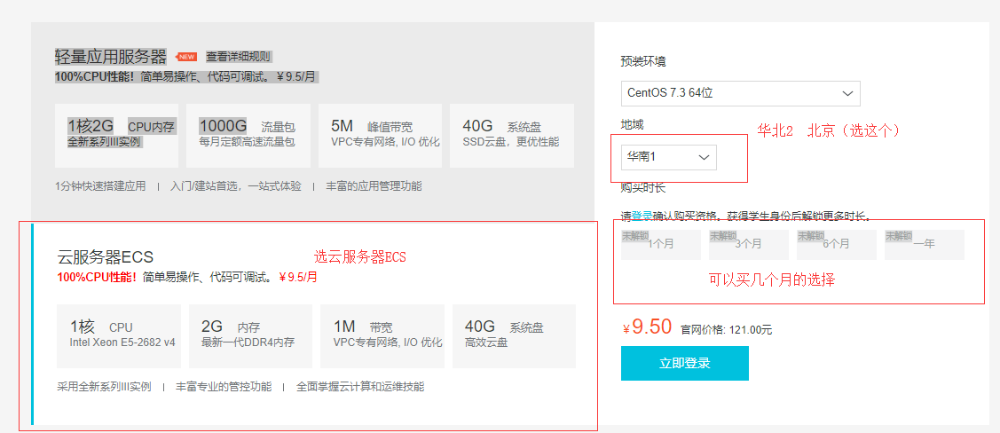 轻量应用服务器 NEW 查看详细规则
100%CPU性能！简单易操作、代码可调试。￥9.5/月
1核2G CPU内存
全新系列III实例
1000G 流量包
每月定额高速流量包
5M 峰值带宽
VPC专有网络, I/O 优化
40G 系统盘
SSD云盘，更优性能
1分钟快速搭建应用 | 入门/建站首选，一站式体验 | 丰富的应用管理功能
云服务器ECS
选云服务器ECS
100%CPU性能！简单易操作、代码可调试。￥9.5/月
1核 CPU
Intel Xeon E5-2682 v4
2G 内存
最新一代DDR4内存
1M 带宽
VPC专有网络, I/O 优化
40G 系统盘
高效云盘
采用全新系列III实例 | 丰富专业的管控功能 | 全面掌握云计算和运维技能
预装环境
CentOS 7.3 64位
地域
华北2 北京（选这个）
华南1
购买时长
请登录确认购买资格。获得学生身份后解锁更多时长。
未解锁 1个月
未解锁 3个月
未解锁 6个月
未解锁 一年
可以买几个月的选择
￥9.50 官网价格: 121.00元
立即登录